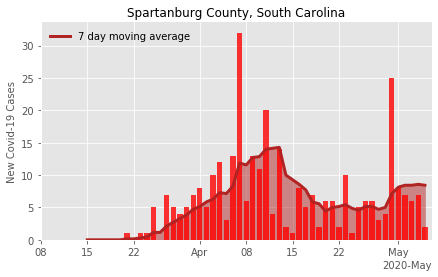 Spartanburg County, South Carolina
7 day moving average
New Covid-19 Cases
30
25
20
15
10
5
0
08
15
22
Apr
08
15
22
May
2020-May